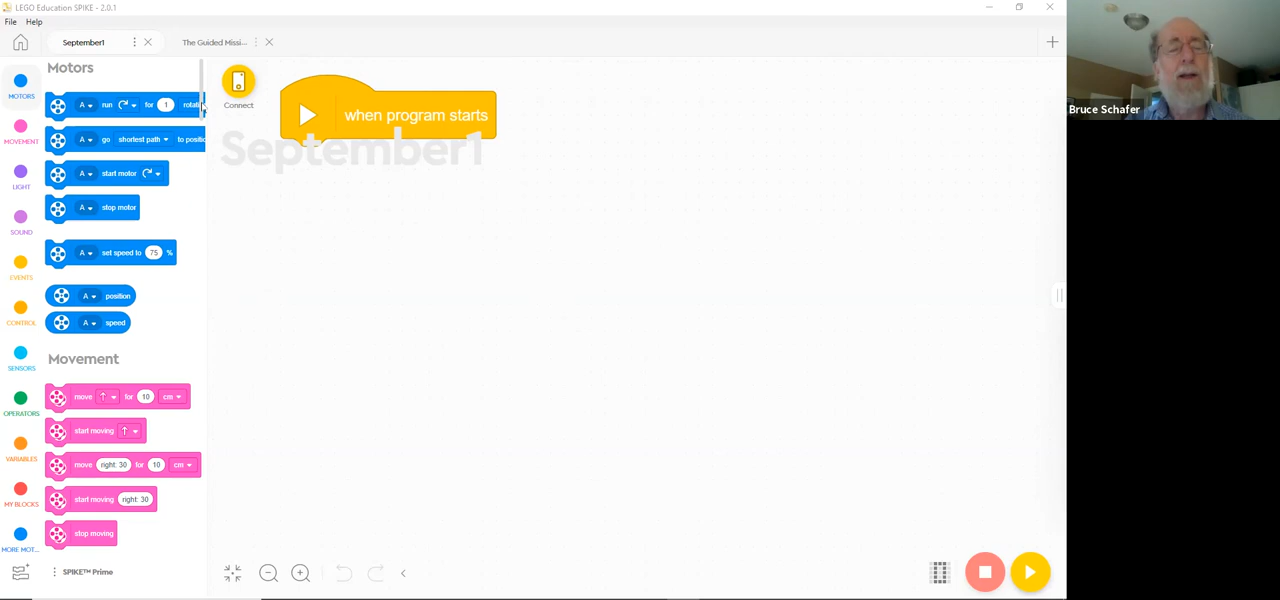 LEGO Education SPIKE - 2.0.1
File Help
September1
The Guided Missi...
Motors
MOTORS
MOVEMENT
LIGHT
SOUND
EVENTS
CONTROL
SENSORS
OPERATORS
VARIABLES
MY BLOCKS
MORE MOT...
A run for 1 rotati
A go shortest path to positio
A start motor
A stop motor
A set speed to 75 %
A position
A speed
Movement
move for 10 cm
start moving
move right: 30 for 10 cm
start moving right: 30
stop moving
SPIKE™ Prime
Connect
when program starts
September1
Bruce Schafer